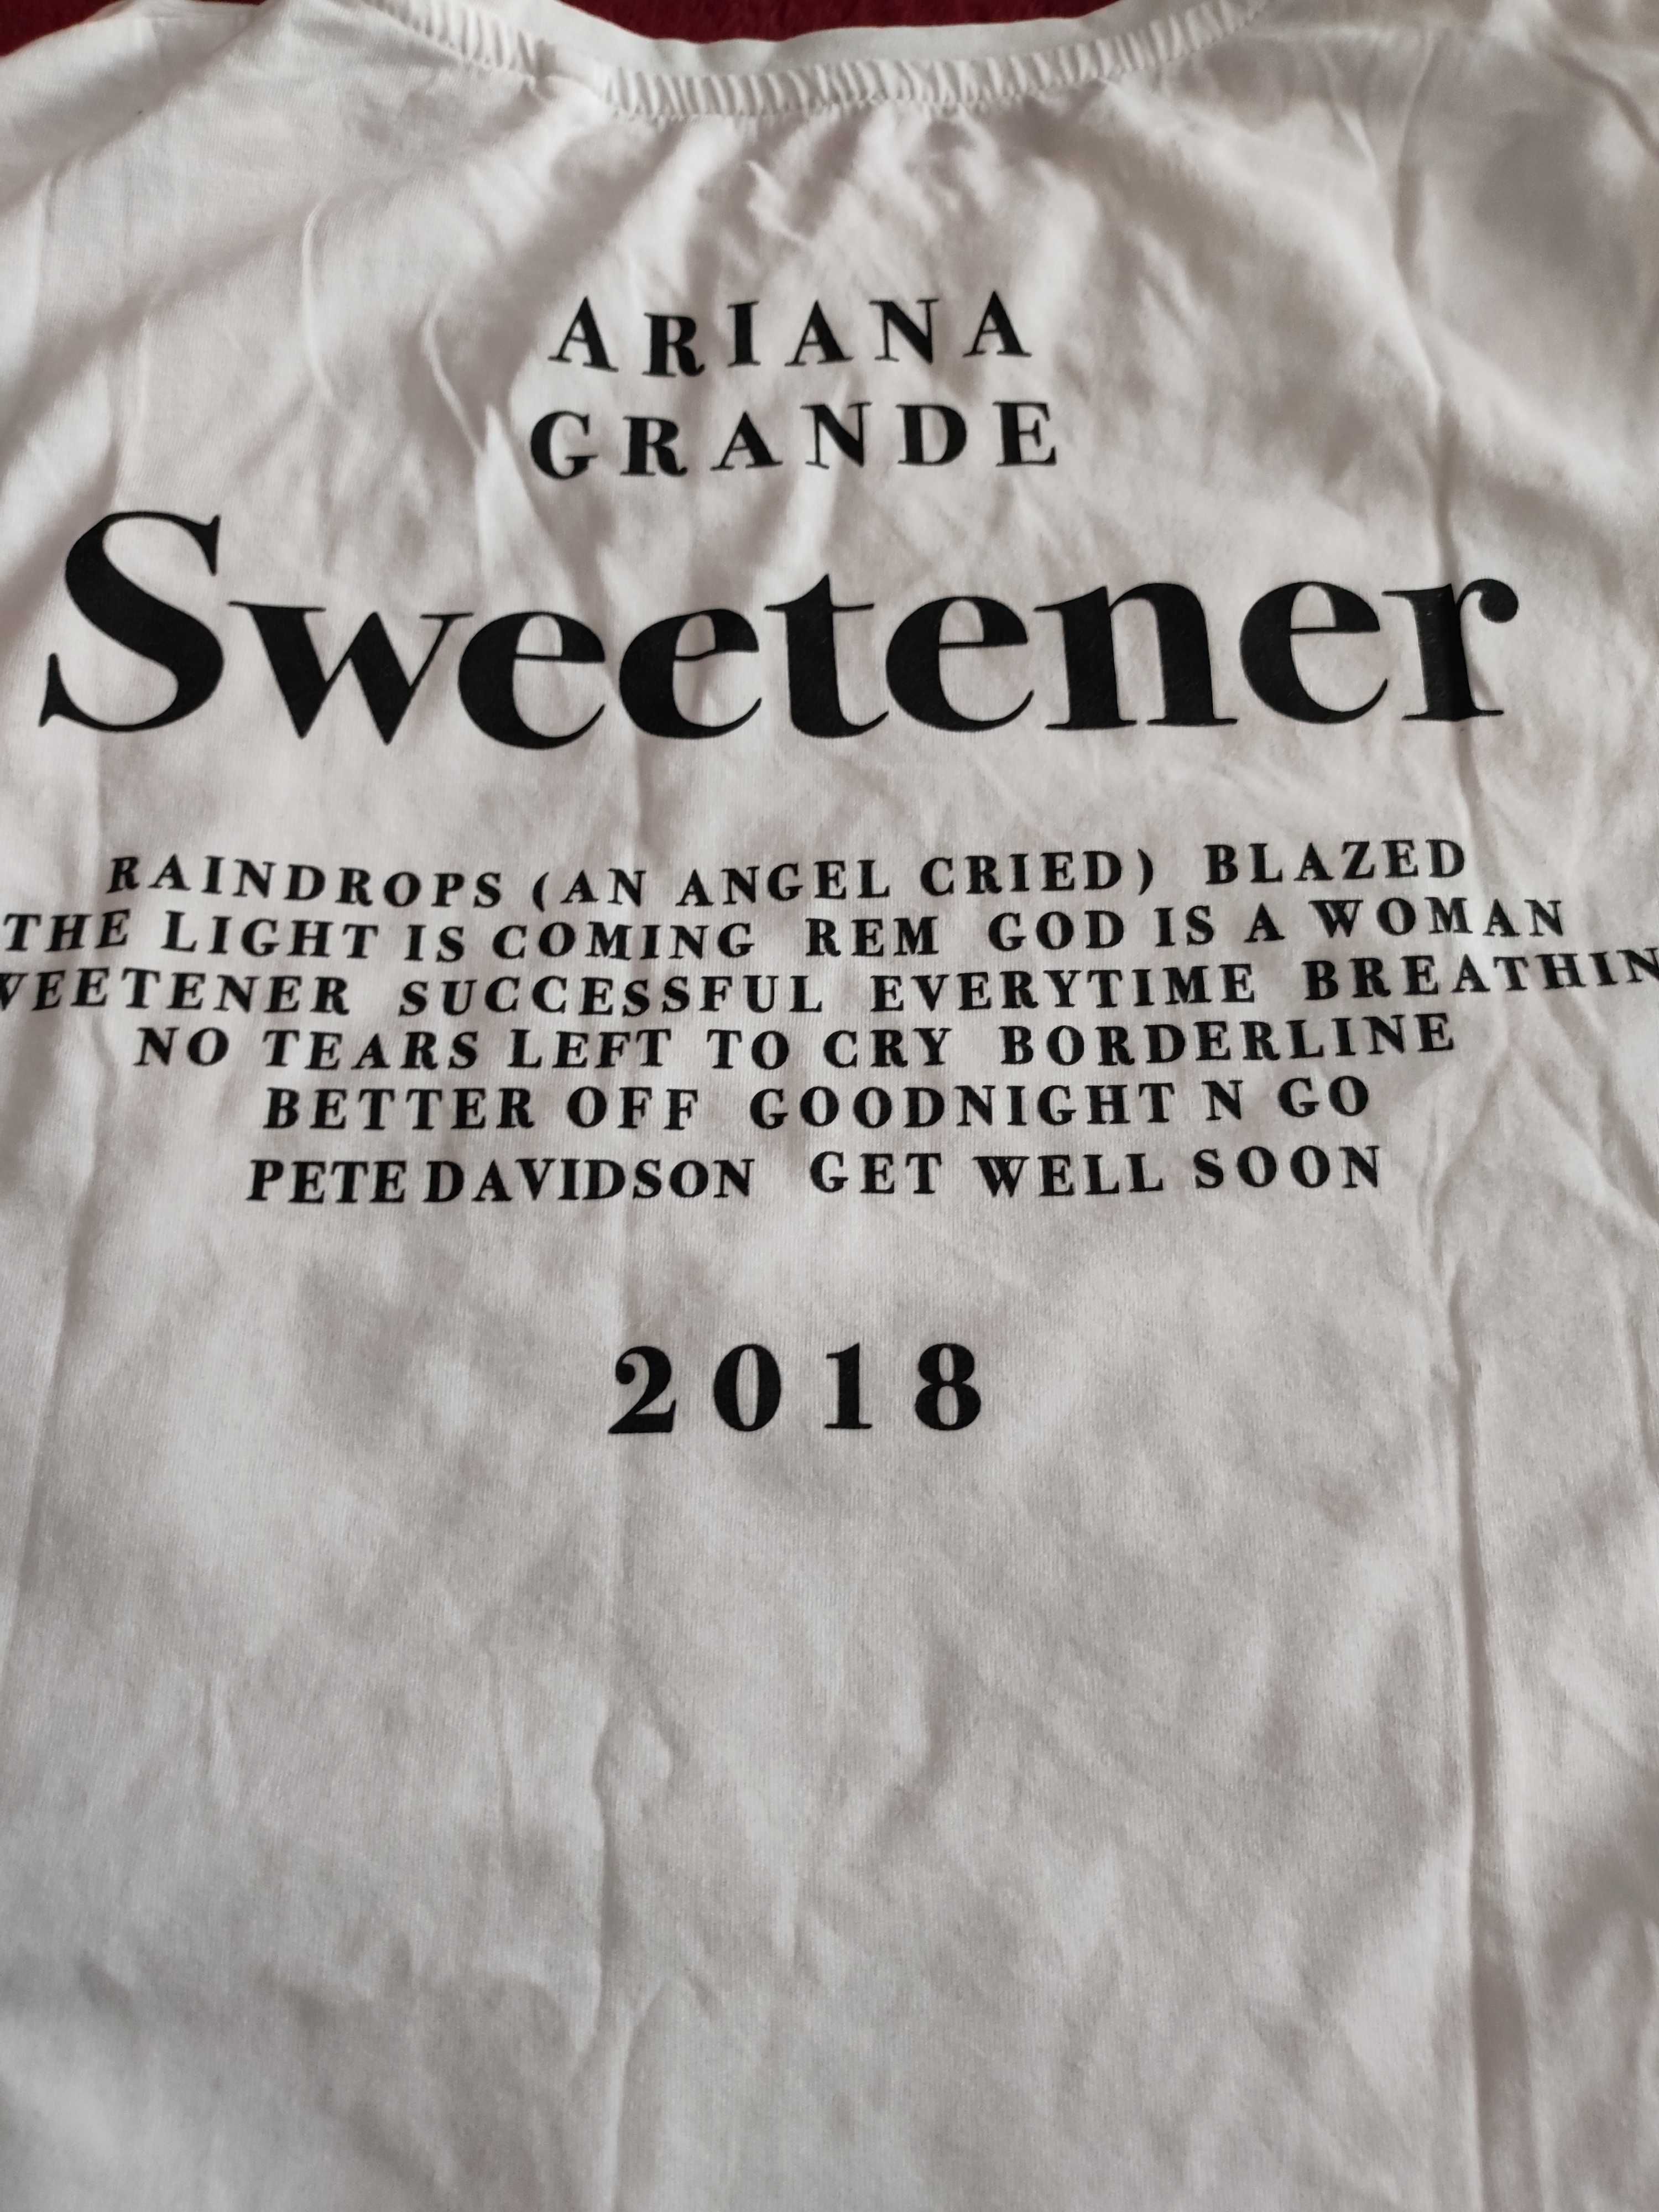 ARIANA
GRANDE
Sweetener
RAINDROPS (AN ANGEL CRIED) BLAZED
THE LIGHT IS COMING REM GOD IS A WOMAN
WEETENER SUCCESSFUL EVERYTIME BREATHIN
NO TEARS LEFT TO CRY BORDERLINE
BETTER OFF GOODNIGHT N GO
PETE DAVIDSON GET WELL SOON
2018